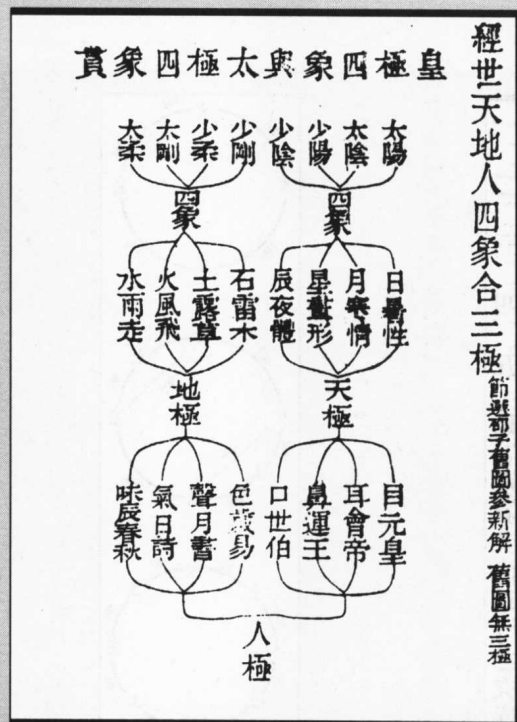 經世天地人四象合三極
節選邵子舊圖參新解 舊圖無三極
皇極四象與太極四象貫
太陽
太陰
少陽
少陰
少剛
少柔
太剛
太柔
四象
四象
日暑性
月寒情
星晝形
辰夜體
石雷木
土露草
火風飛
水雨走
天極
地極
目元皇
耳會帝
鼻運王
口世伯
色歲易
聲月書
氣日詩
味辰春秋
人極